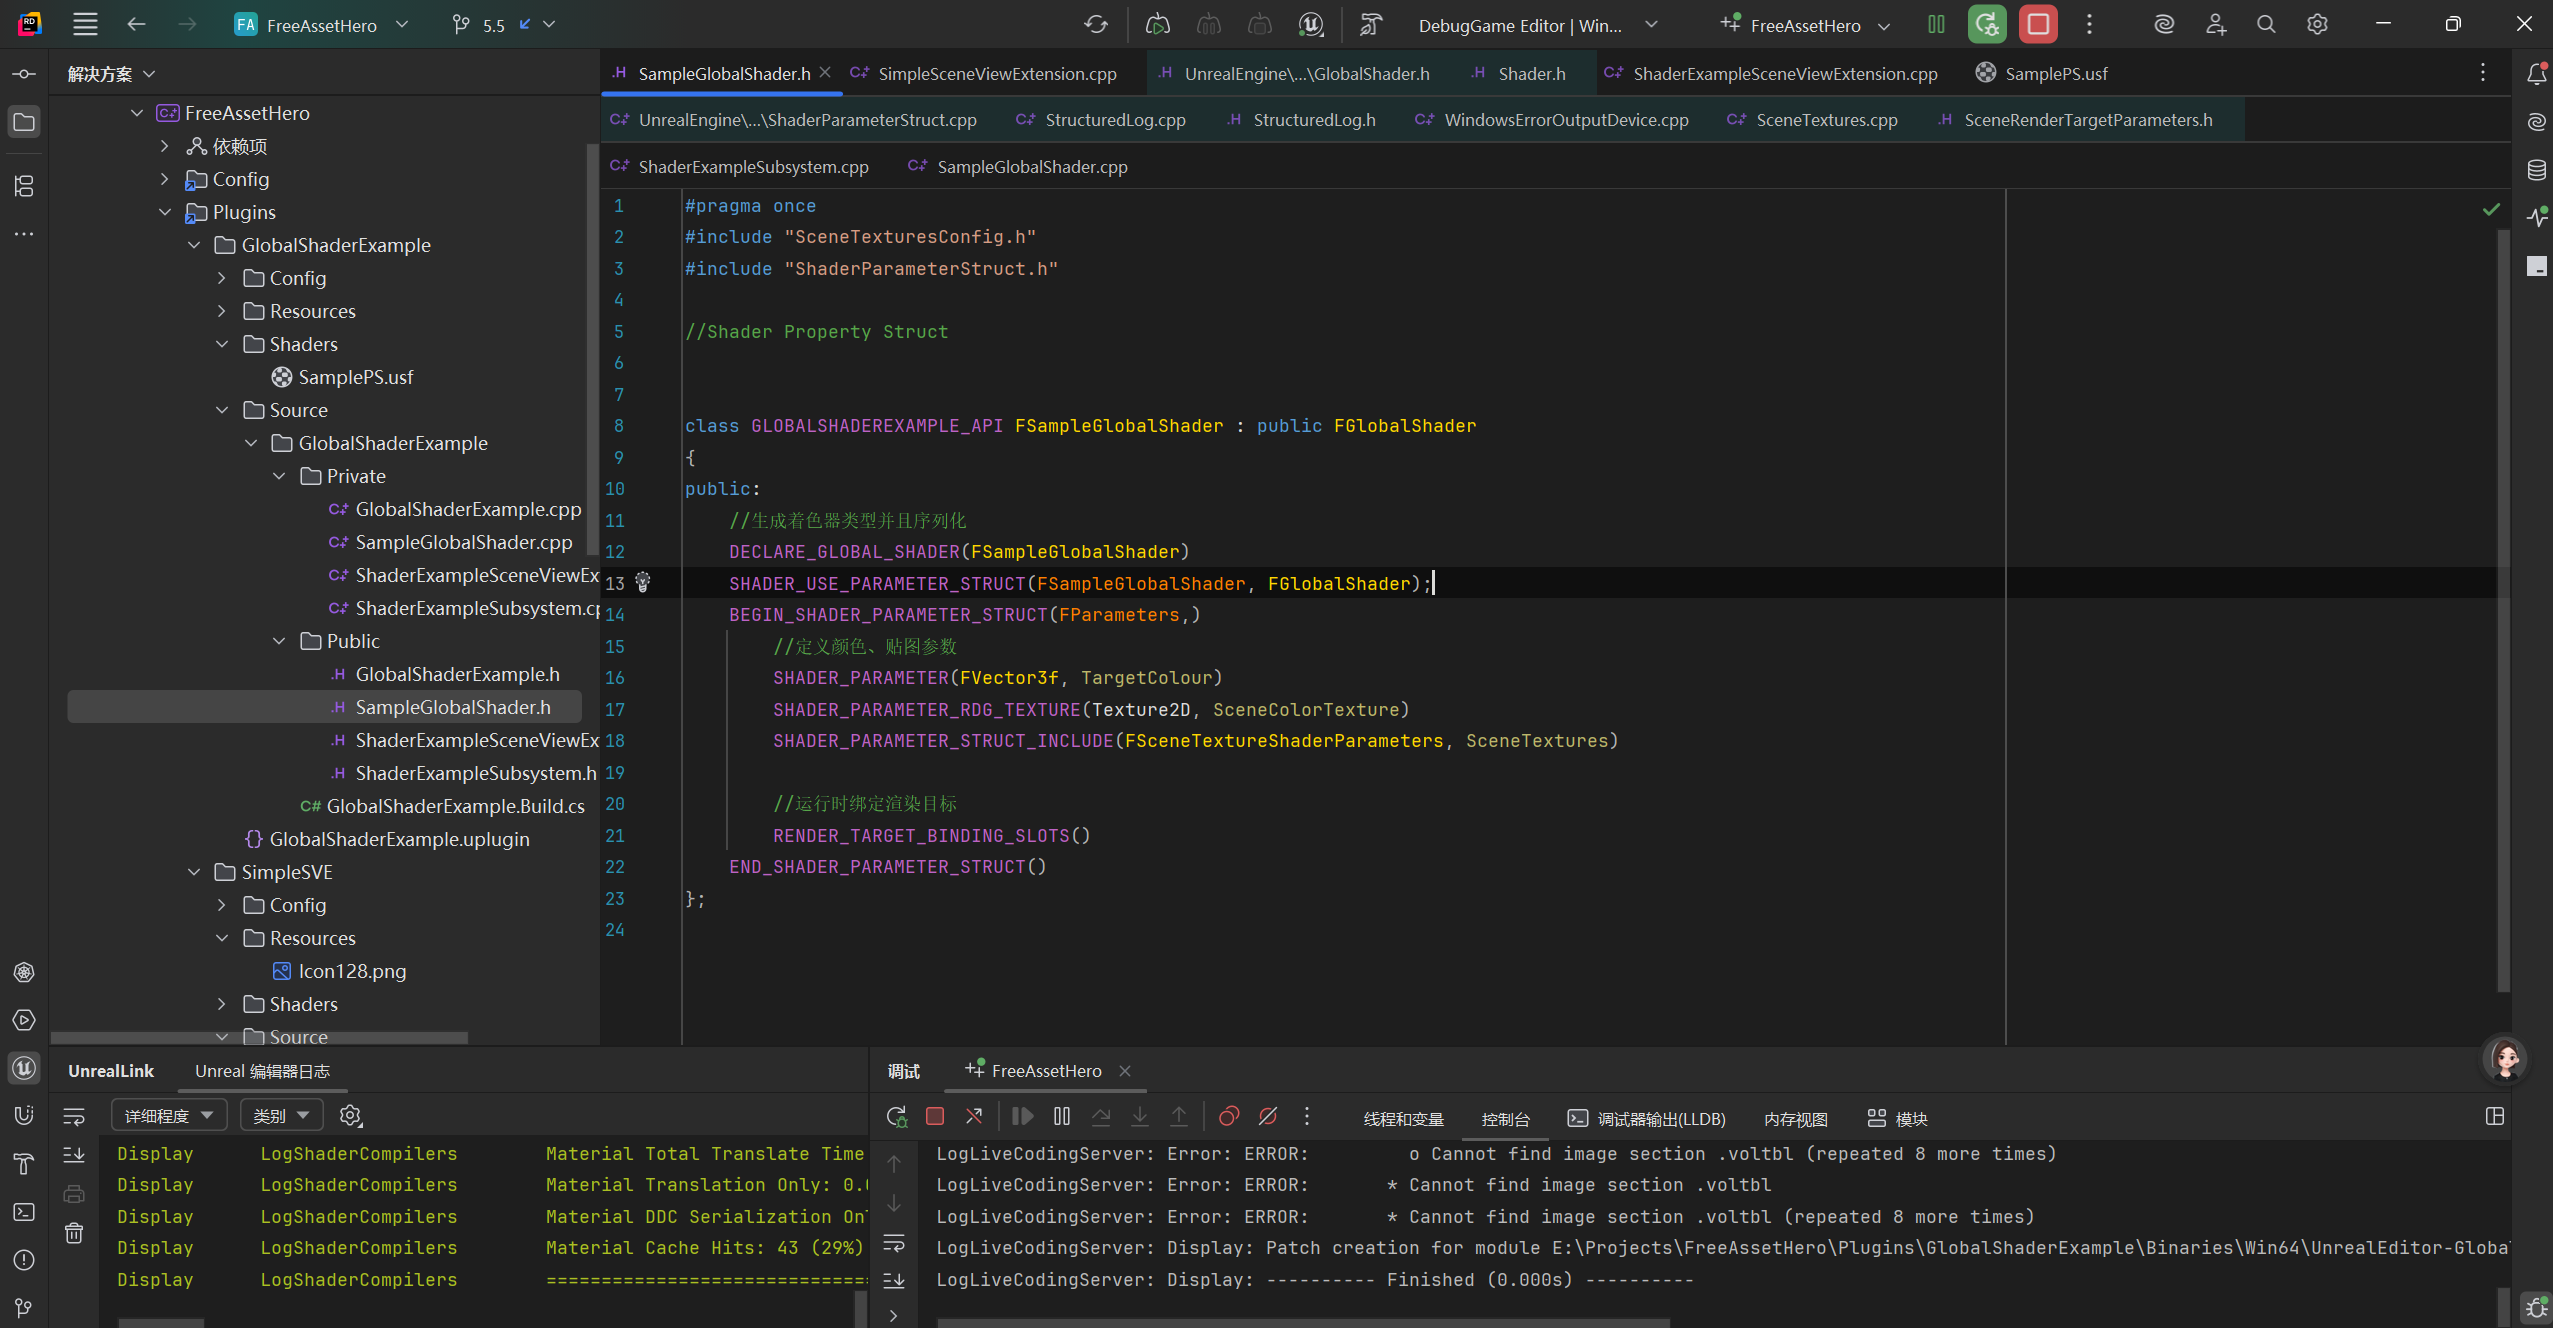 FA FreeAssetHero
5.5
DebugGame Editor | Win...
FreeAssetHero
解决方案
SampleGlobalShader.h
SimpleSceneViewExtension.cpp
UnrealEngine\...\GlobalShader.h
Shader.h
ShaderExampleSceneViewExtension.cpp
SamplePS.usf
UnrealEngine\...\ShaderParameterStruct.cpp
StructuredLog.cpp
StructuredLog.h
WindowsErrorOutputDevice.cpp
SceneTextures.cpp
SceneRenderTargetParameters.h
ShaderExampleSubsystem.cpp
SampleGlobalShader.cpp
FreeAssetHero
依赖项
Config
Plugins
GlobalShaderExample
Config
Resources
Shaders
SamplePS.usf
Source
GlobalShaderExample
Private
GlobalShaderExample.cpp
SampleGlobalShader.cpp
ShaderExampleSceneViewEx
ShaderExampleSubsystem.cp
Public
GlobalShaderExample.h
SampleGlobalShader.h
ShaderExampleSceneViewEx
ShaderExampleSubsystem.h
C# GlobalShaderExample.Build.cs
GlobalShaderExample.uplugin
SimpleSVE
Config
Resources
Icon128.png
Shaders
Source
1 #pragma once
2 #include "SceneTexturesConfig.h"
3 #include "ShaderParameterStruct.h"
4
5 //Shader Property Struct
6
7
8 class GLOBALSHADEREXAMPLE_API FSampleGlobalShader : public FGlobalShader
9 {
10 public:
11 //生成着色器类型并且序列化
12 DECLARE_GLOBAL_SHADER(FSampleGlobalShader)
13 SHADER_USE_PARAMETER_STRUCT(FSampleGlobalShader, FGlobalShader);
14 BEGIN_SHADER_PARAMETER_STRUCT(FParameters,)
15 //定义颜色、贴图参数
16 SHADER_PARAMETER(FVector3f, TargetColour)
17 SHADER_PARAMETER_RDG_TEXTURE(Texture2D, SceneColorTexture)
18 SHADER_PARAMETER_STRUCT_INCLUDE(FSceneTextureShaderParameters, SceneTextures)
19
20 //运行时绑定渲染目标
21 RENDER_TARGET_BINDING_SLOTS()
22 END_SHADER_PARAMETER_STRUCT()
23 };
24
UnrealLink
Unreal 编辑器日志
详细程度
类别
Display LogShaderCompilers Material Total Translate Time
Display LogShaderCompilers Material Translation Only: 0.0
Display LogShaderCompilers Material DDC Serialization Onl
Display LogShaderCompilers Material Cache Hits: 43 (29%)
Display LogShaderCompilers ==============================
调试
FreeAssetHero
线程和变量
控制台
调试器输出(LLDB)
内存视图
模块
LogLiveCodingServer: Error: ERROR: o Cannot find image section .voltbl (repeated 8 more times)
LogLiveCodingServer: Error: ERROR: * Cannot find image section .voltbl
LogLiveCodingServer: Error: ERROR: * Cannot find image section .voltbl (repeated 8 more times)
LogLiveCodingServer: Display: Patch creation for module E:\Projects\FreeAssetHero\Plugins\GlobalShaderExample\Binaries\Win64\UnrealEditor-Globa
LogLiveCodingServer: Display: ---------- Finished (0.000s) ----------